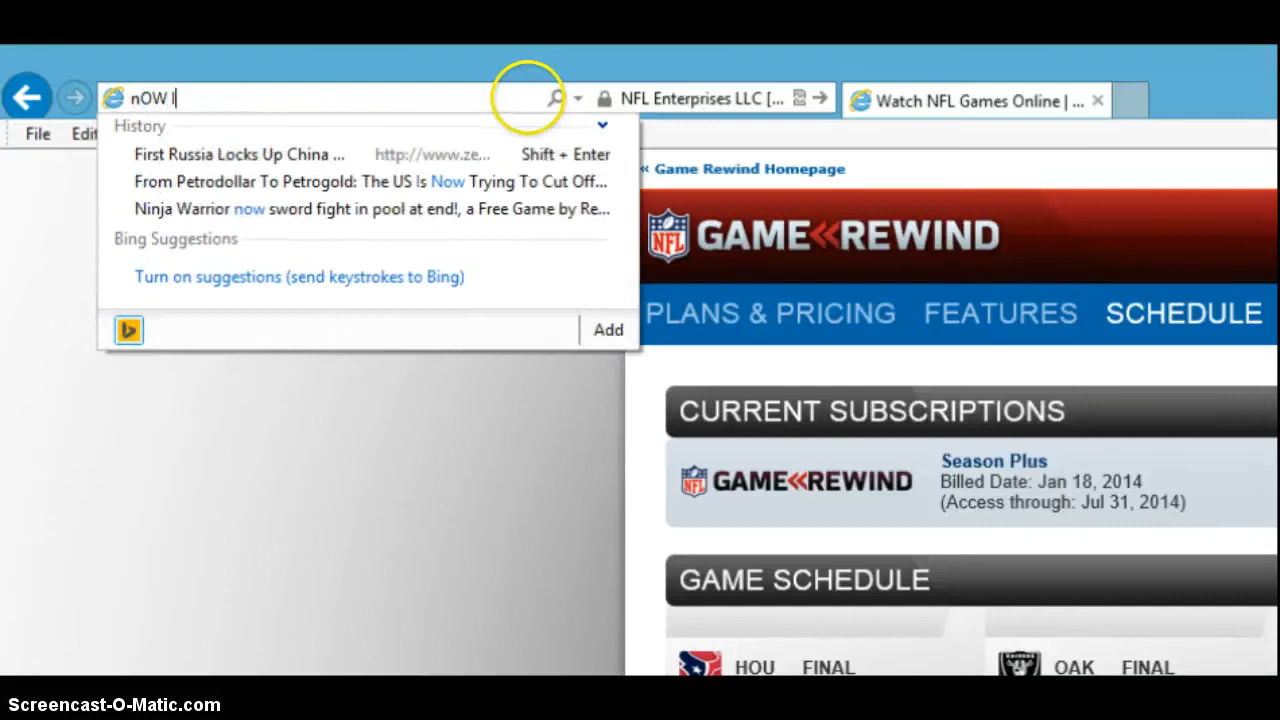 nOW I
NFL Enterprises LLC [...
Watch NFL Games Online | ...
File Edit
History
First Russia Locks Up China ... http://www.ze... Shift + Enter
From Petrodollar To Petrogold: The US Is Now Trying To Cut Off...
Ninja Warrior now sword fight in pool at end!, a Free Game by Re...
Bing Suggestions
Turn on suggestions (send keystrokes to Bing)
Add
« Game Rewind Homepage
NFL GAME«REWIND
PLANS & PRICING FEATURES SCHEDULE
CURRENT SUBSCRIPTIONS
NFL GAME«REWIND
Season Plus
Billed Date: Jan 18, 2014
(Access through: Jul 31, 2014)
GAME SCHEDULE
HOU FINAL
RAIDERS OAK FINAL
Screencast-O-Matic.com